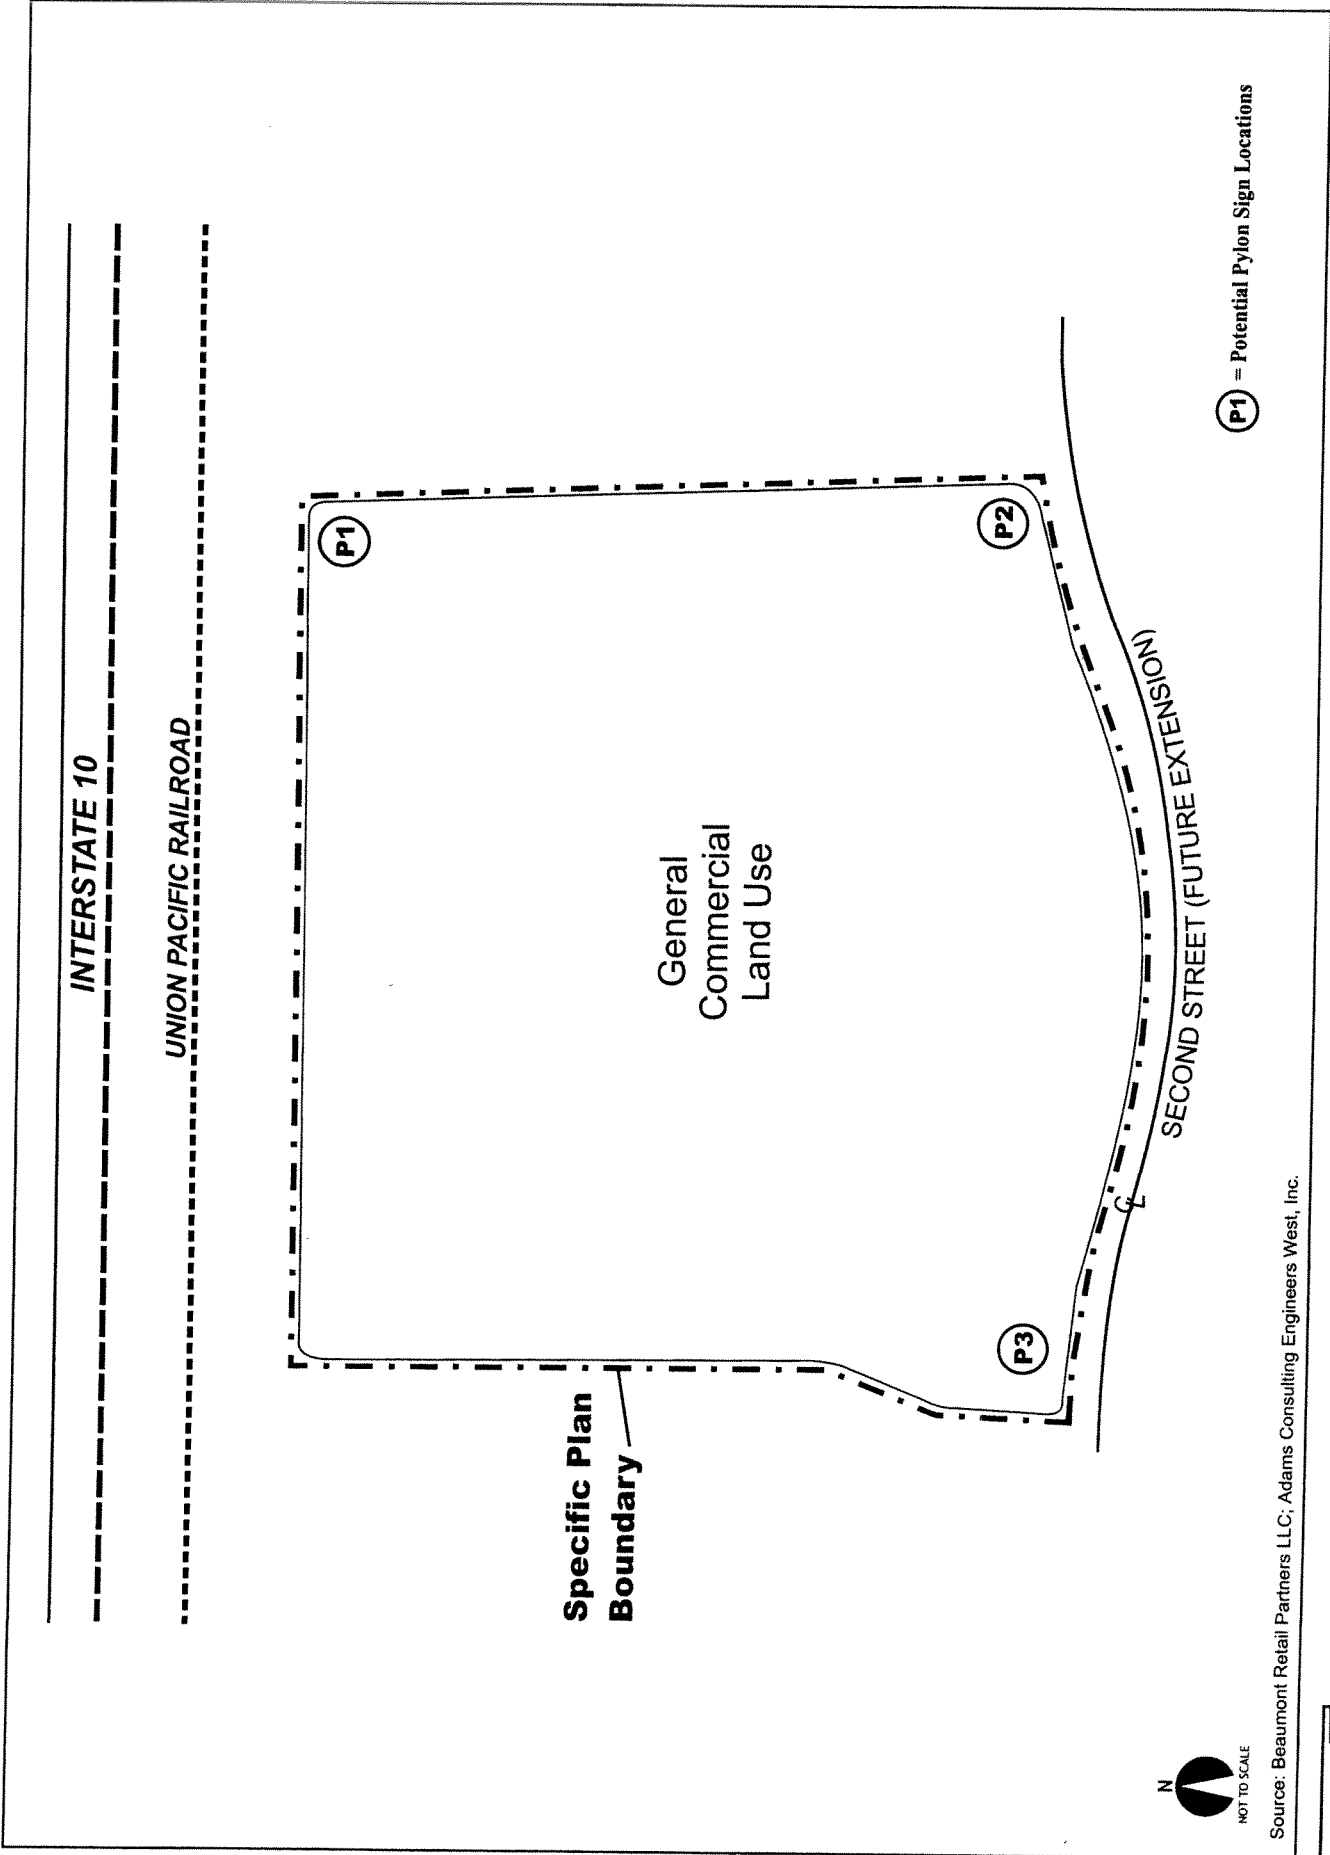 INTERSTATE 10
UNION PACIFIC RAILROAD
P1
General
Commercial
Land Use
Specific Plan
Boundary
P2
P3
℄
SECOND STREET (FUTURE EXTENSION)
N
NOT TO SCALE
P1 = Potential Pylon Sign Locations
Source: Beaumont Retail Partners LLC; Adams Consulting Engineers West, Inc.